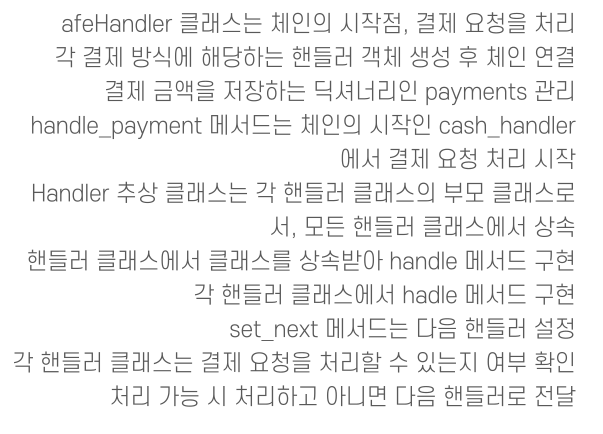 afeHandler 클래스는 체인의 시작점, 결제 요청을 처리
각 결제 방식에 해당하는 핸들러 객체 생성 후 체인 연결
결제 금액을 저장하는 딕셔너리인 payments 관리
handle_payment 메서드는 체인의 시작인 cash_handler
에서 결제 요청 처리 시작
Handler 추상 클래스는 각 핸들러 클래스의 부모 클래스로
서, 모든 핸들러 클래스에서 상속
핸들러 클래스에서 클래스를 상속받아 handle 메서드 구현
각 핸들러 클래스에서 hadle 메서드 구현
set_next 메서드는 다음 핸들러 설정
각 핸들러 클래스는 결제 요청을 처리할 수 있는지 여부 확인
처리 가능 시 처리하고 아니면 다음 핸들러로 전달